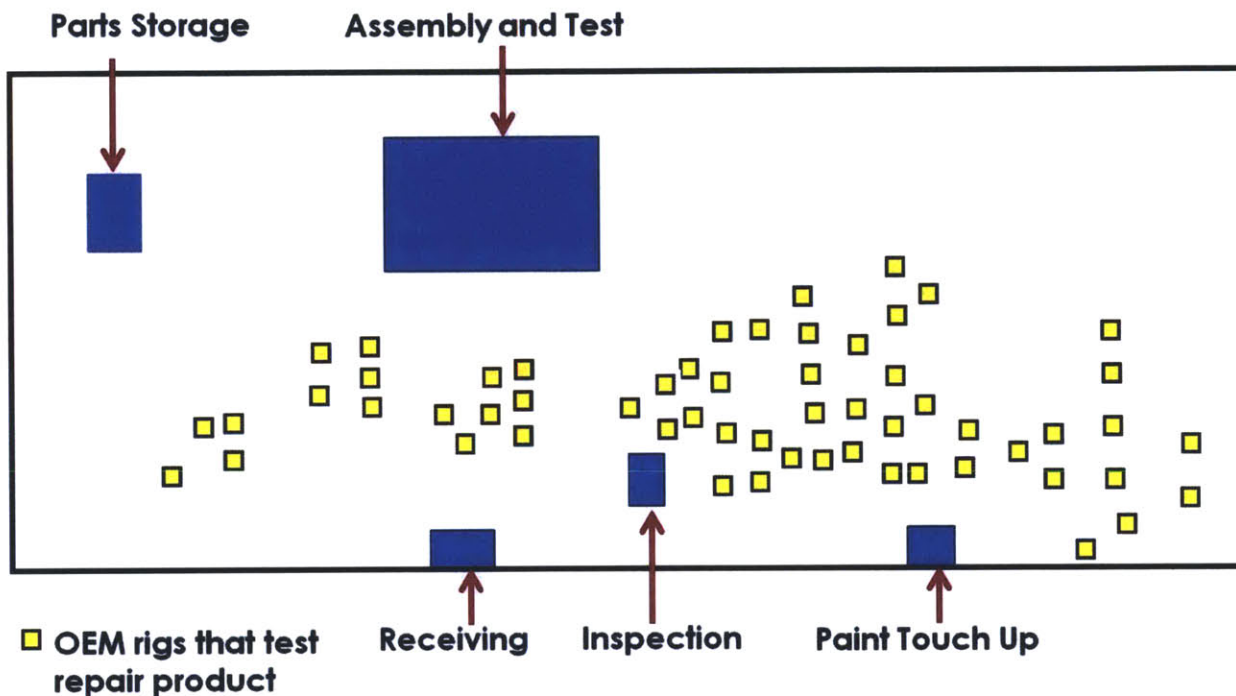 Parts Storage
Assembly and Test
OEM rigs that test
repair product
Receiving
Inspection
Paint Touch Up